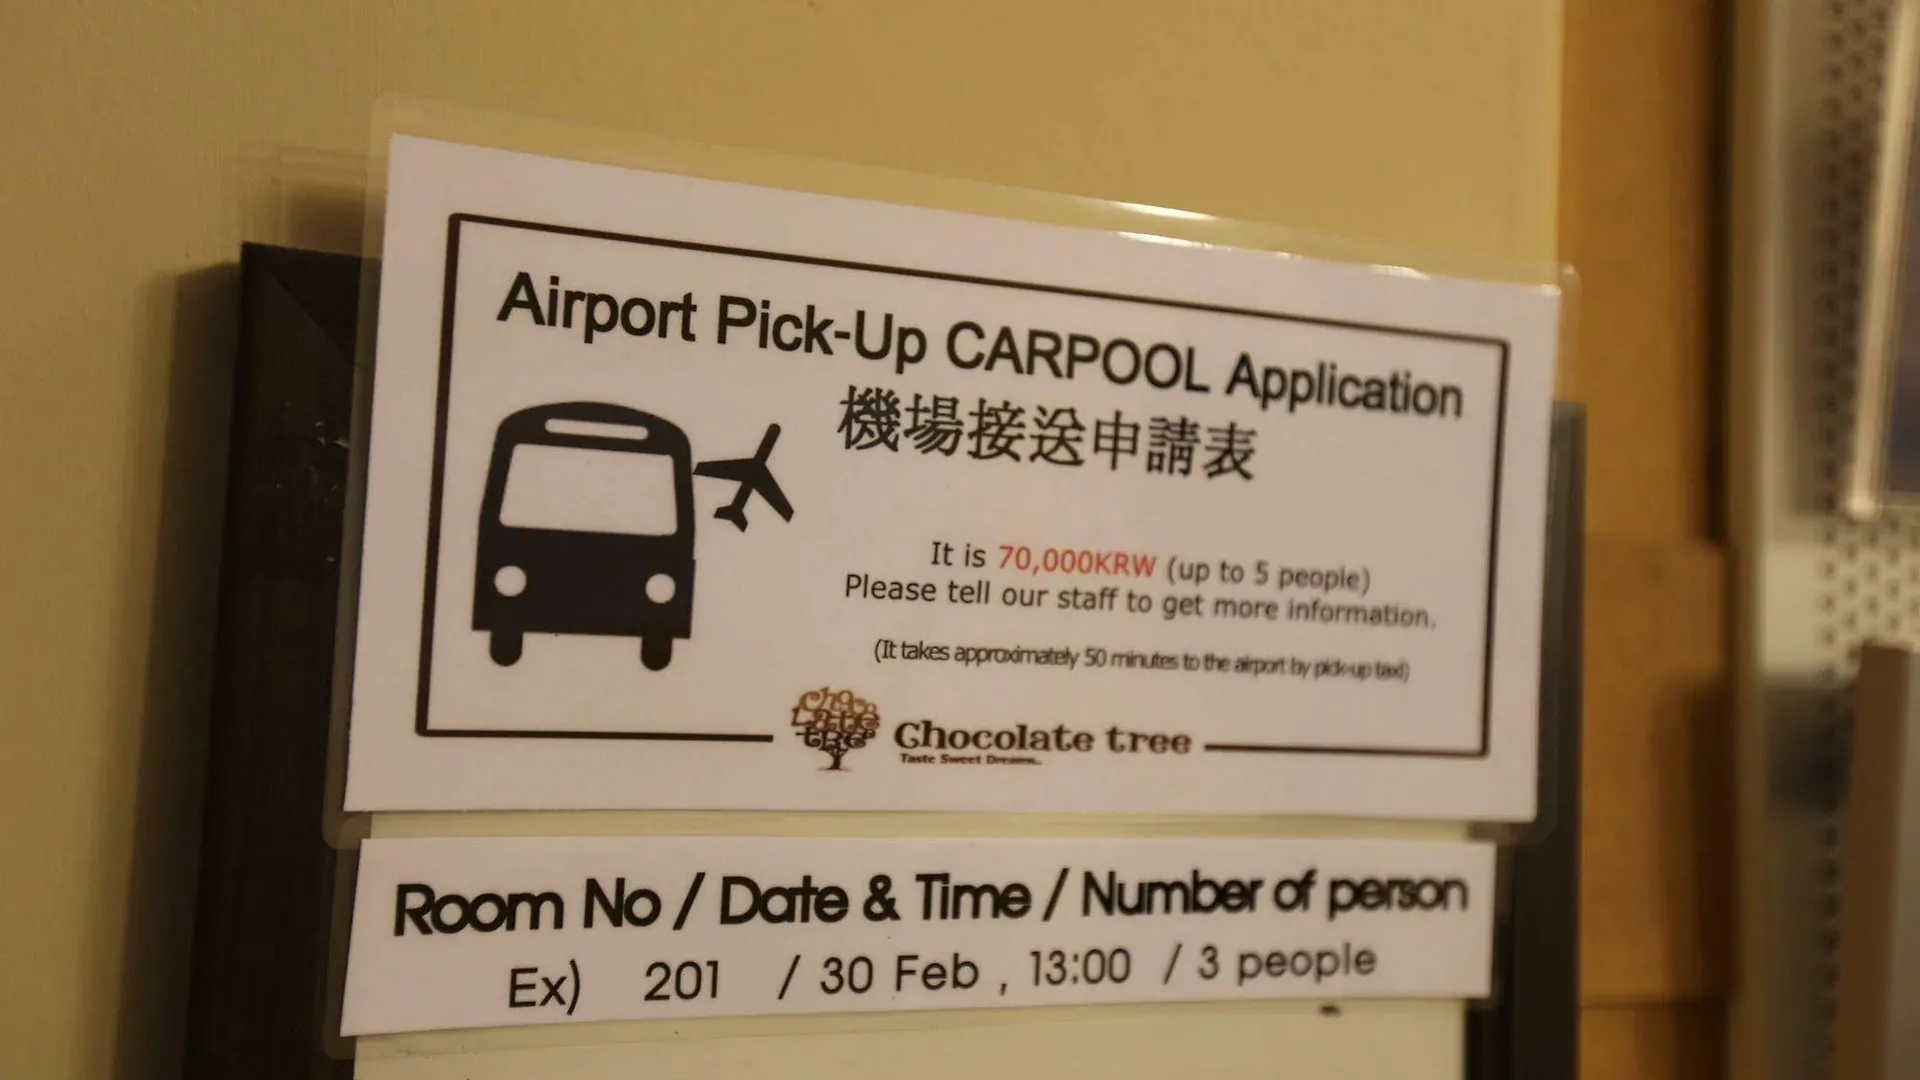 Airport Pick-Up CARPOOL Application
機場接送申請表
It is 70,000KRW (up to 5 people)
Please tell our staff to get more information.
(It takes approximately 50 minutes to the airport by pick-up taxi)
Choco
Late
tree
Chocolate tree
Taste Sweet Dreams..
Room No / Date & Time / Number of person
Ex) 201 / 30 Feb , 13:00 / 3 people